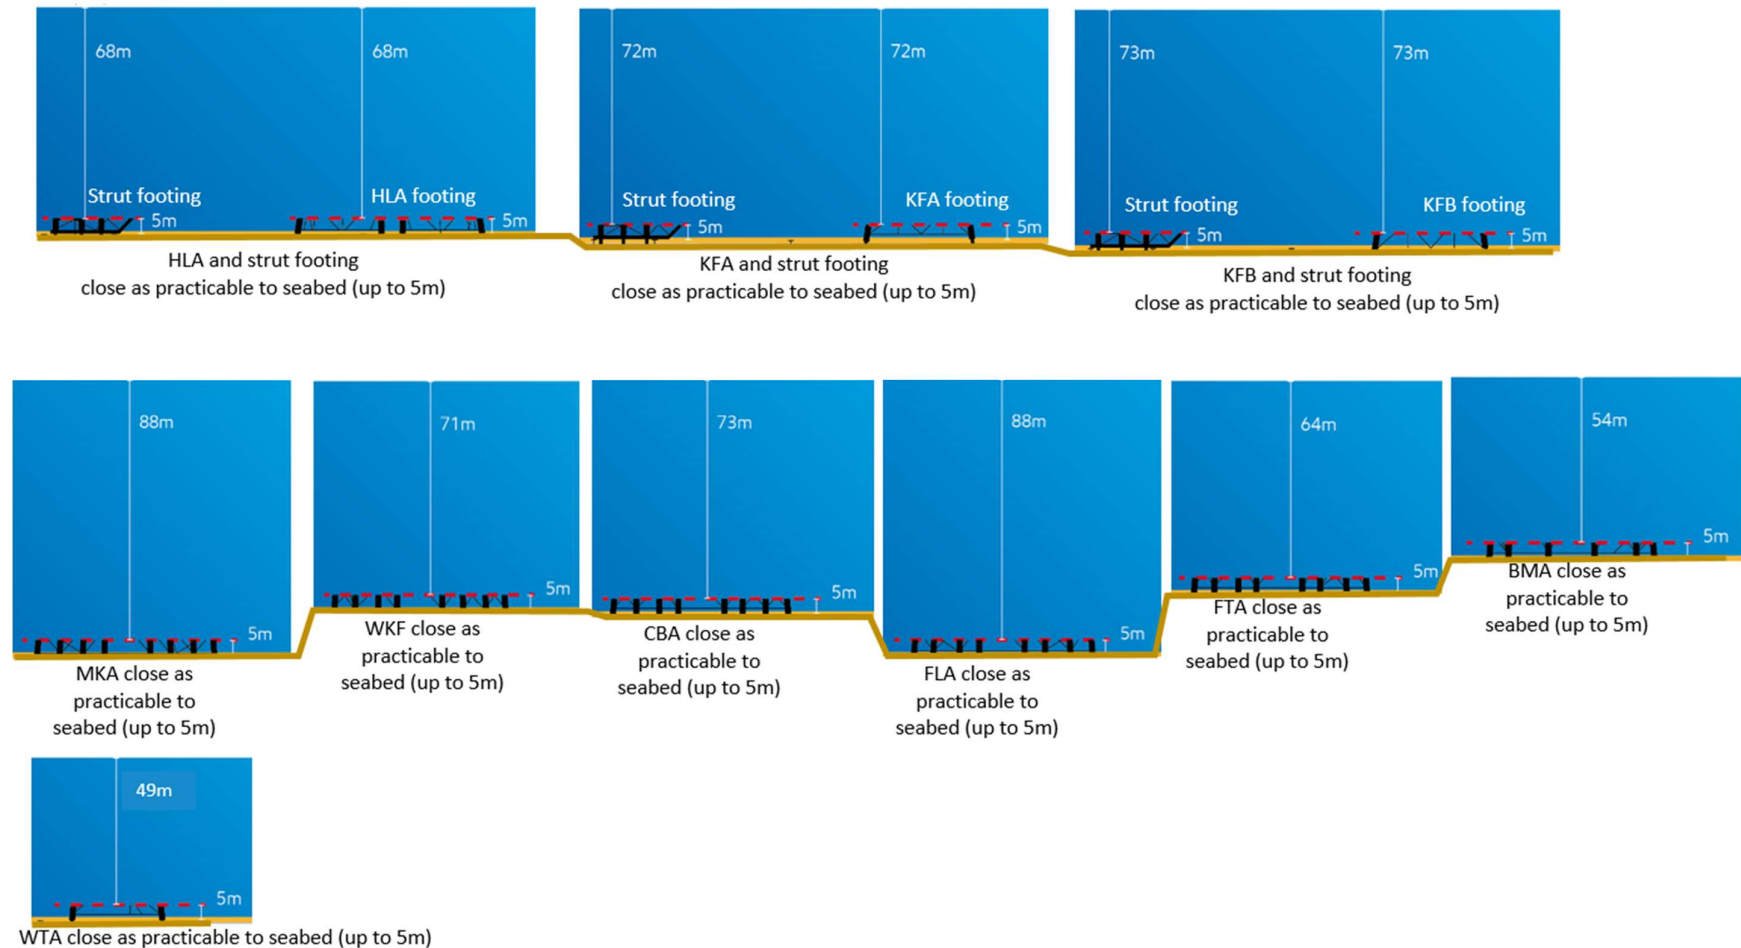 68m
68m
Strut footing
HLA footing
5m
5m
HLA and strut footing
close as practicable to seabed (up to 5m)
72m
72m
Strut footing
KFA footing
5m
5m
KFA and strut footing
close as practicable to seabed (up to 5m)
73m
73m
Strut footing
KFB footing
5m
5m
KFB and strut footing
close as practicable to seabed (up to 5m)
88m
5m
MKA close as
practicable to
seabed (up to 5m)
71m
5m
WKF close as
practicable to
seabed (up to 5m)
73m
5m
CBA close as
practicable to
seabed (up to 5m)
88m
5m
FLA close as
practicable to
seabed (up to 5m)
64m
5m
FTA close as
practicable to
seabed (up to 5m)
54m
5m
BMA close as
practicable to
seabed (up to 5m)
49m
5m
WTA close as practicable to seabed (up to 5m)